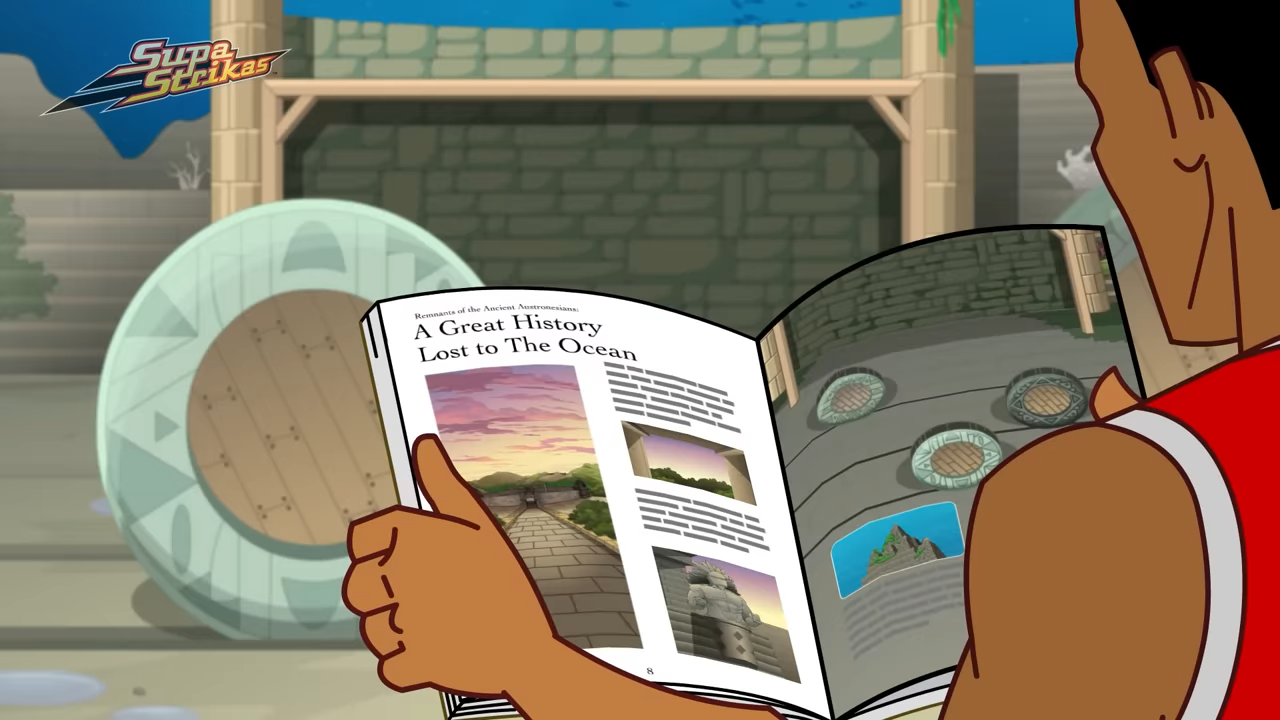 Supa
Strikas
Remnants of the Ancient Austronesians:
A Great History
Lost to The Ocean
8